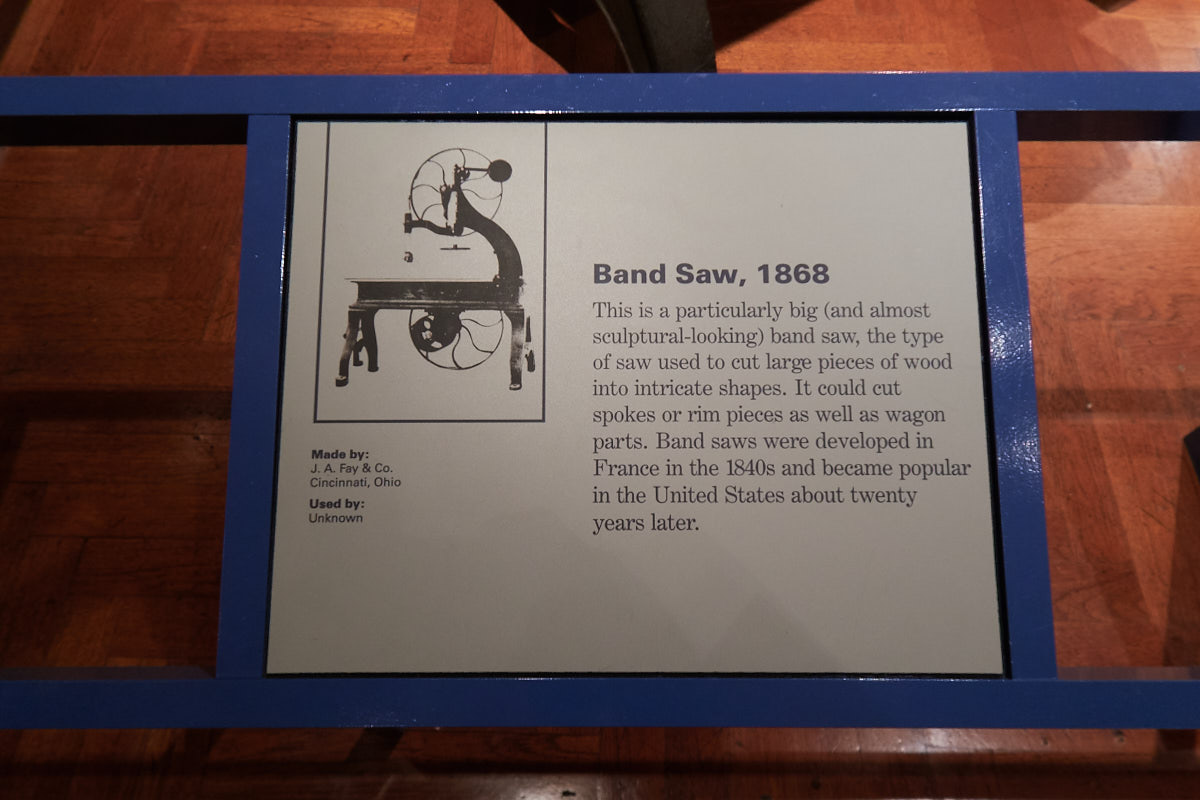 Band Saw, 1868
This is a particularly big (and almost
sculptural-looking) band saw, the type
of saw used to cut large pieces of wood
into intricate shapes. It could cut
spokes or rim pieces as well as wagon
parts. Band saws were developed in
France in the 1840s and became popular
in the United States about twenty
years later.
Made by:
J. A. Fay & Co.
Cincinnati, Ohio
Used by:
Unknown